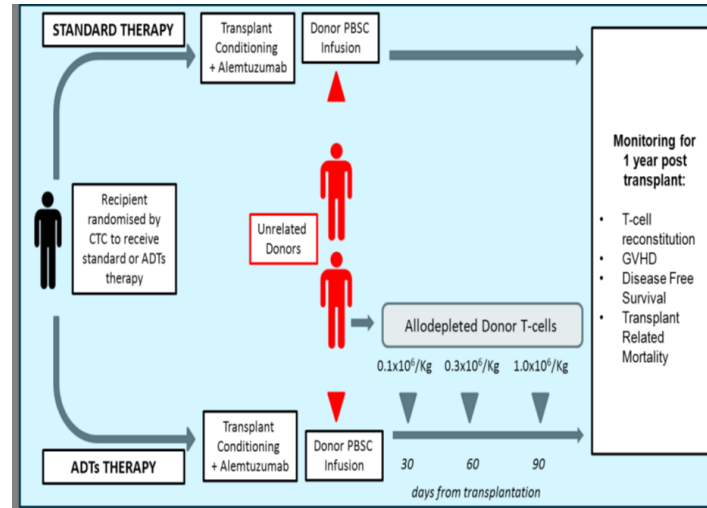 STANDARD THERAPY
Transplant
Conditioning
+ Alemtuzumab
Donor PBSC
Infusion
Recipient
randomised by
CTC to receive
standard or ADTs
therapy
Unrelated
Donors
Allodepleted Donor T-cells
0.1x10⁶/Kg 0.3x10⁶/Kg 1.0x10⁶/Kg
ADTs THERAPY
Transplant
Conditioning
+ Alemtuzumab
Donor PBSC
Infusion
30 60 90
days from transplantation
Monitoring for
1 year post
transplant:
• T-cell
reconstitution
• GVHD
• Disease Free
Survival
• Transplant
Related
Mortality